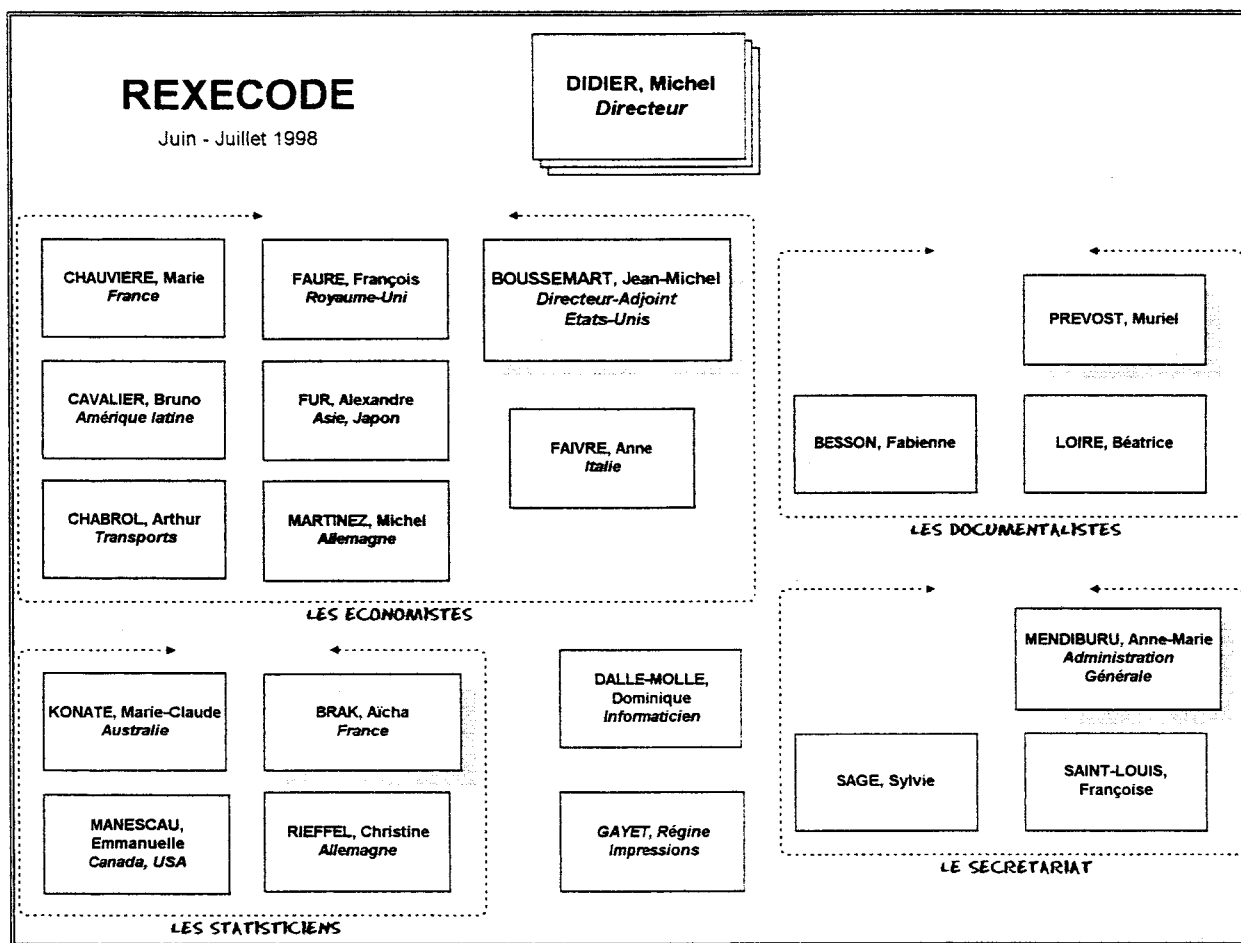 REXECODE
Juin - Juillet 1998
DIDIER, Michel
Directeur
CHAUVIERE, Marie
France
FAURE, François
Royaume-Uni
BOUSSEMART, Jean-Michel
Directeur-Adjoint
Etats-Unis
CAVALIER, Bruno
Amérique latine
FUR, Alexandre
Asie, Japon
FAIVRE, Anne
Italie
CHABROL, Arthur
Transports
MARTINEZ, Michel
Allemagne
LES ECONOMISTES
PREVOST, Muriel
BESSON, Fabienne
LOIRE, Béatrice
LES DOCUMENTALISTES
KONATE, Marie-Claude
Australie
BRAK, Aïcha
France
MANESCAU,
Emmanuelle
Canada, USA
RIEFFEL, Christine
Allemagne
LES STATISTICIENS
DALLE-MOLLE,
Dominique
Informaticien
GAYET, Régine
Impressions
MENDIBURU, Anne-Marie
Administration
Générale
SAGE, Sylvie
SAINT-LOUIS,
Françoise
LE SECRETARIAT